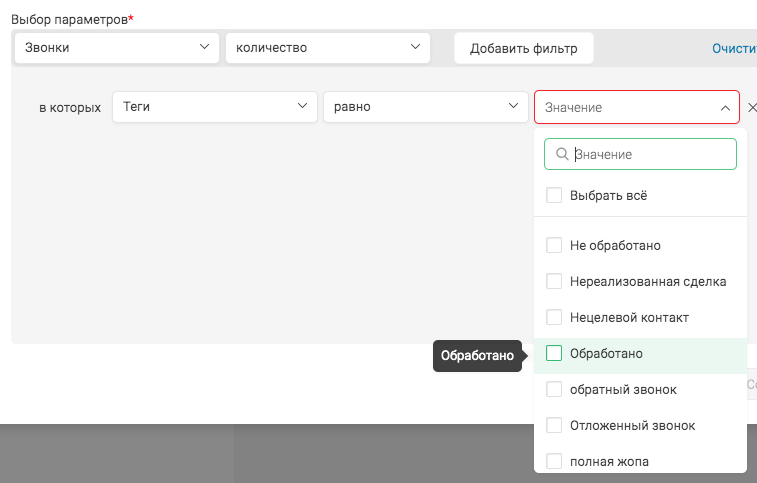 Выбор параметров*
Звонки количество Добавить фильтр Очистит
в которых Теги равно Значение
Значение
Выбрать всё
Не обработано
Нереализованная сделка
Нецелевой контакт
Обработано Обработано
Со
обратный звонок
Отложенный звонок
полная жопа